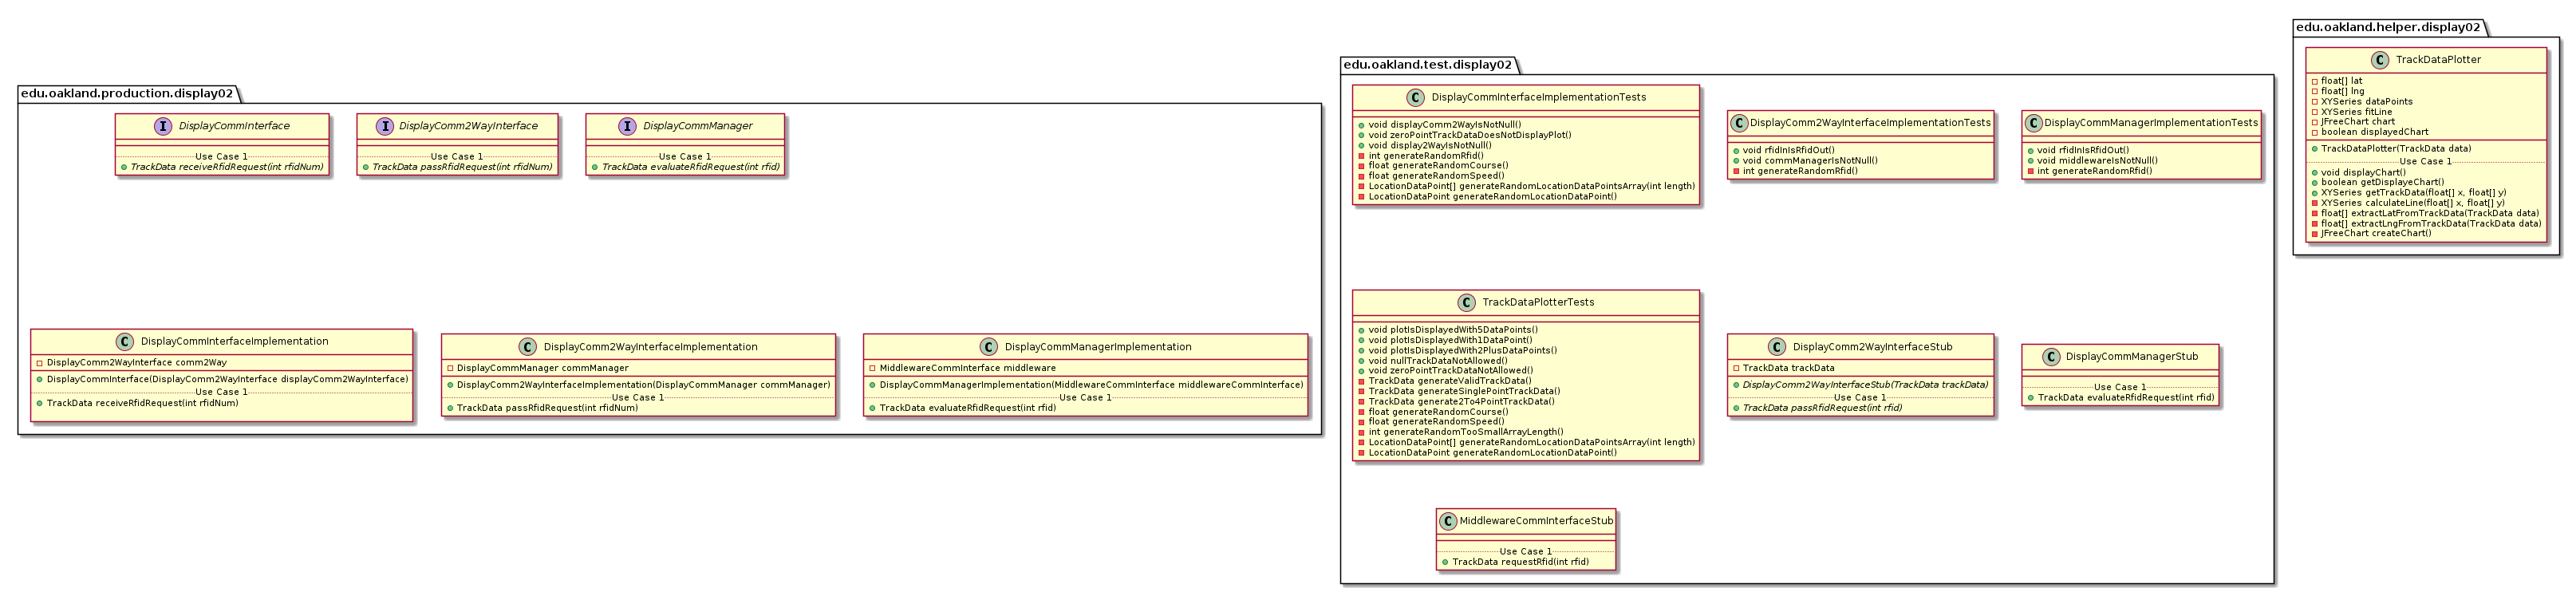 edu.oakland.production.display02
DisplayCommInterface
Use Case 1
TrackData receiveRfidRequest(int rfidNum)
DisplayComm2WayInterface
Use Case 1
TrackData passRfidRequest(int rfidNum)
DisplayCommManager
Use Case 1
TrackData evaluateRfidRequest(int rfid)
DisplayCommInterfaceImplementation
DisplayComm2WayInterface comm2Way
DisplayCommInterface(DisplayComm2WayInterface displayComm2WayInterface)
Use Case 1
TrackData receiveRfidRequest(int rfidNum)
DisplayComm2WayInterfaceImplementation
DisplayCommManager commManager
DisplayComm2WayInterfaceImplementation(DisplayCommManager commManager)
Use Case 1
TrackData passRfidRequest(int rfidNum)
DisplayCommManagerImplementation
MiddlewareCommInterface middleware
DisplayCommManagerImplementation(MiddlewareCommInterface middlewareCommInterface)
Use Case 1
TrackData evaluateRfidRequest(int rfid)
edu.oakland.test.display02
DisplayCommInterfaceImplementationTests
void displayComm2WayIsNotNull()
void zeroPointTrackDataDoesNotDisplayPlot()
void display2WayIsNotNull()
int generateRandomRfid()
float generateRandomCourse()
float generateRandomSpeed()
LocationDataPoint[] generateRandomLocationDataPointsArray(int length)
LocationDataPoint generateRandomLocationDataPoint()
DisplayComm2WayInterfaceImplementationTests
void rfidInIsRfidOut()
void commManagerIsNotNull()
int generateRandomRfid()
DisplayCommManagerImplementationTests
void rfidInIsRfidOut()
void middlewareIsNotNull()
int generateRandomRfid()
TrackDataPlotterTests
void plotIsDisplayedWith5DataPoints()
void plotIsDisplayedWith1DataPoint()
void plotIsDisplayedWith2PlusDataPoints()
void nullTrackDataNotAllowed()
void zeroPointTrackDataNotAllowed()
TrackData generateValidTrackData()
TrackData generateSinglePointTrackData()
TrackData generate2To4PointTrackData()
float generateRandomCourse()
float generateRandomSpeed()
int generateRandomTooSmallArrayLength()
LocationDataPoint[] generateRandomLocationDataPointsArray(int length)
LocationDataPoint generateRandomLocationDataPoint()
DisplayComm2WayInterfaceStub
TrackData trackData
DisplayComm2WayInterfaceStub(TrackData trackData)
Use Case 1
TrackData passRfidRequest(int rfid)
DisplayCommManagerStub
Use Case 1
TrackData evaluateRfidRequest(int rfid)
MiddlewareCommInterfaceStub
Use Case 1
TrackData requestRfid(int rfid)
edu.oakland.helper.display02
TrackDataPlotter
float[] lat
float[] lng
XYSeries dataPoints
XYSeries fitLine
JFreeChart chart
boolean displayedChart
TrackDataPlotter(TrackData data)
Use Case 1
void displayChart()
boolean getDisplayeChart()
XYSeries getTrackData(float[] x, float[] y)
XYSeries calculateLine(float[] x, float[] y)
float[] extractLatFromTrackData(TrackData data)
float[] extractLngFromTrackData(TrackData data)
JFreeChart createChart()